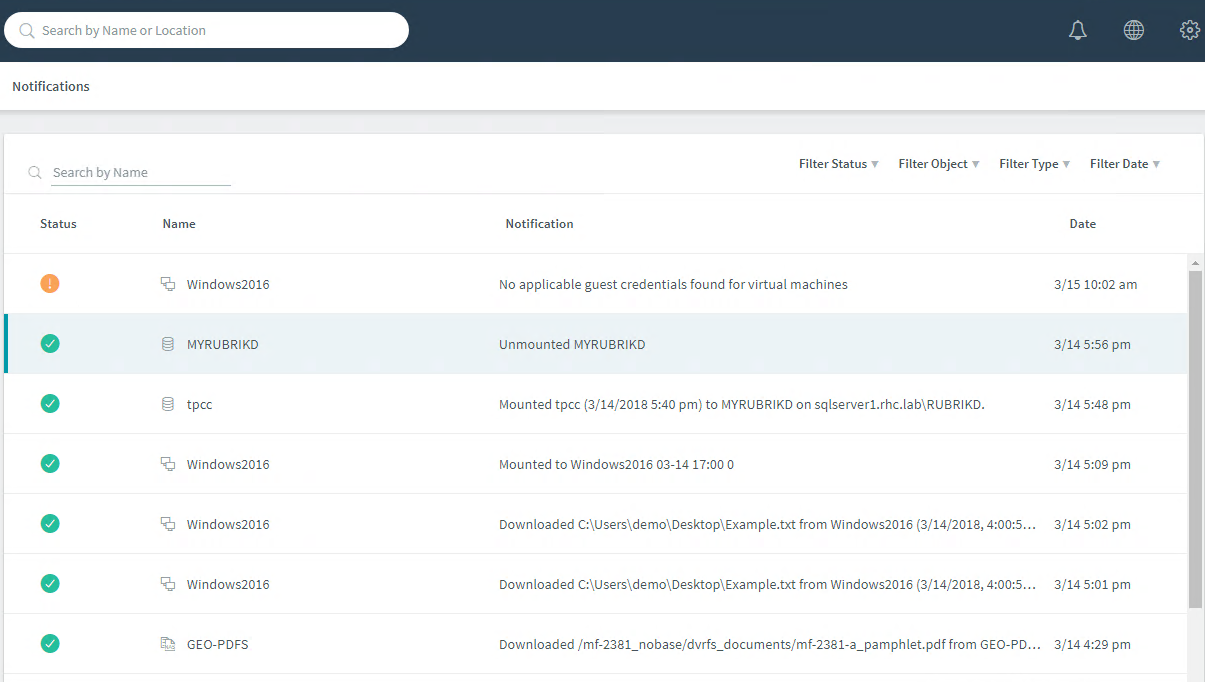 Search by Name or Location
Notifications
Search by Name
Filter Status Filter Object Filter Type Filter Date
Status Name Notification Date
Windows2016 No applicable guest credentials found for virtual machines 3/15 10:02 am
MYRUBRIKD Unmounted MYRUBRIKD 3/14 5:56 pm
tpcc Mounted tpcc (3/14/2018 5:40 pm) to MYRUBRIKD on sqlserver1.rhc.lab\RUBRIKD. 3/14 5:48 pm
Windows2016 Mounted to Windows2016 03-14 17:00 0 3/14 5:09 pm
Windows2016 Downloaded C:\Users\demo\Desktop\Example.txt from Windows2016 (3/14/2018, 4:00:5... 3/14 5:02 pm
Windows2016 Downloaded C:\Users\demo\Desktop\Example.txt from Windows2016 (3/14/2018, 4:00:5... 3/14 5:01 pm
GEO-PDFS Downloaded /mf-2381_nobase/dvrfs_documents/mf-2381-a_pamphlet.pdf from GEO-PD... 3/14 4:29 pm